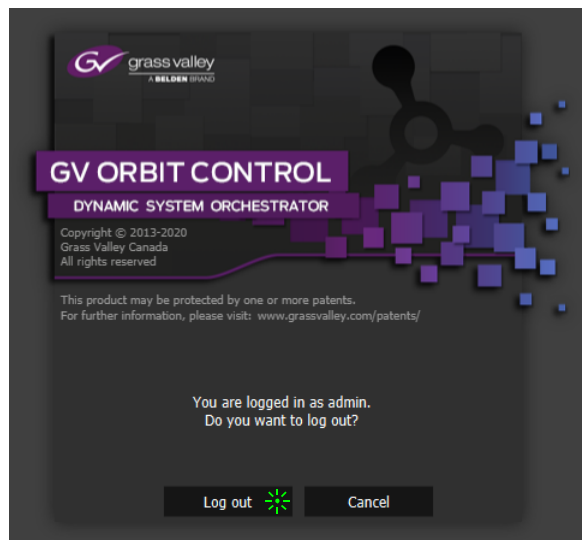 GV
grass valley
A BELDEN BRAND
GV ORBIT CONTROL
DYNAMIC SYSTEM ORCHESTRATOR
Copyright © 2013-2020
Grass Valley Canada
All rights reserved
This product may be protected by one or more patents.
For further information, please visit: www.grassvalley.com/patents/
You are logged in as admin.
Do you want to log out?
Log out
Cancel